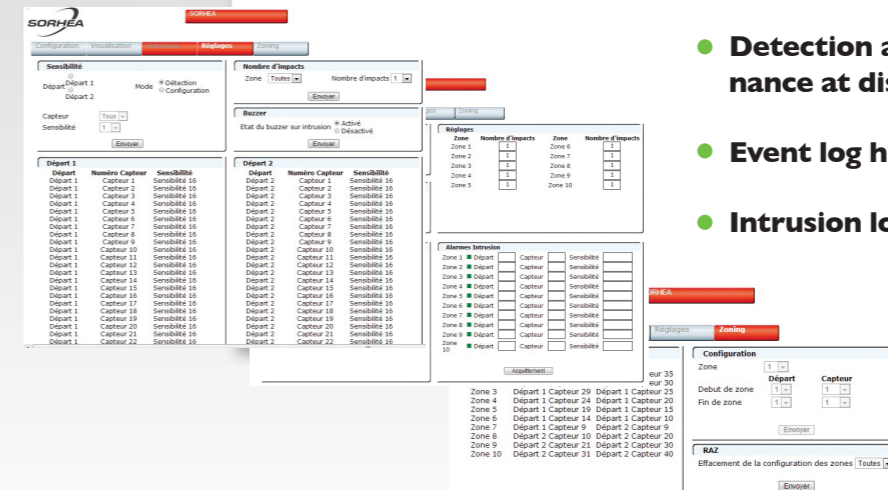 SORHEA
SORHEA
Configuration Visualisation Réglages Zoning
Sensibilité
Départ Départ 1
Départ 2
Mode Détection
Configuration
Capteur Tous
Sensibilité 1
Envoyer
Nombre d'impacts
Zone Toutes Nombre d'impacts 1
Envoyer
Buzzer
Etat du buzzer sur intrusion Activé
Désactivé
Envoyer
Départ 1
Départ Numéro Capteur Sensibilité
Départ 1 Capteur 1 Sensibilité 16
Départ 1 Capteur 2 Sensibilité 16
Départ 1 Capteur 3 Sensibilité 16
Départ 1 Capteur 4 Sensibilité 16
Départ 1 Capteur 5 Sensibilité 16
Départ 1 Capteur 6 Sensibilité 16
Départ 1 Capteur 7 Sensibilité 16
Départ 1 Capteur 8 Sensibilité 16
Départ 1 Capteur 9 Sensibilité 16
Départ 1 Capteur 10 Sensibilité 16
Départ 1 Capteur 11 Sensibilité 16
Départ 1 Capteur 12 Sensibilité 16
Départ 1 Capteur 13 Sensibilité 16
Départ 1 Capteur 14 Sensibilité 16
Départ 1 Capteur 15 Sensibilité 16
Départ 1 Capteur 16 Sensibilité 16
Départ 1 Capteur 17 Sensibilité 16
Départ 1 Capteur 18 Sensibilité 16
Départ 1 Capteur 19 Sensibilité 16
Départ 1 Capteur 20 Sensibilité 16
Départ 1 Capteur 21 Sensibilité 16
Départ 1 Capteur 22 Sensibilité 16
Départ 2
Départ Numéro Capteur Sensibilité
Départ 2 Capteur 1 Sensibilité 16
Départ 2 Capteur 2 Sensibilité 16
Départ 2 Capteur 3 Sensibilité 16
Départ 2 Capteur 4 Sensibilité 16
Départ 2 Capteur 5 Sensibilité 16
Départ 2 Capteur 6 Sensibilité 16
Départ 2 Capteur 7 Sensibilité 16
Départ 2 Capteur 8 Sensibilité 16
Départ 2 Capteur 9 Sensibilité 16
Départ 2 Capteur 10 Sensibilité 16
Départ 2 Capteur 11 Sensibilité 16
Départ 2 Capteur 12 Sensibilité 16
Départ 2 Capteur 13 Sensibilité 16
Départ 2 Capteur 14 Sensibilité 16
Départ 2 Capteur 15 Sensibilité 16
Départ 2 Capteur 16 Sensibilité 16
Départ 2 Capteur 17 Sensibilité 16
Départ 2 Capteur 18 Sensibilité 16
Départ 2 Capteur 19 Sensibilité 16
Départ 2 Capteur 20 Sensibilité 16
Départ 2 Capteur 21 Sensibilité 16
Départ 2 Capteur 22 Sensibilité 16
Zoning
Réglages
Zone Nombre d'impacts Zone Nombre d'impacts
Zone 1 1 Zone 6 1
Zone 2 1 Zone 7 1
Zone 3 1 Zone 8 1
Zone 4 1 Zone 9 1
Zone 5 1 Zone 10 1
Alarmes Intrusion
Zone 1 Départ Capteur Sensibilité
Zone 2 Départ Capteur Sensibilité
Zone 3 Départ Capteur Sensibilité
Zone 4 Départ Capteur Sensibilité
Zone 5 Départ Capteur Sensibilité
Zone 6 Départ Capteur Sensibilité
Zone 7 Départ Capteur Sensibilité
Zone 8 Départ Capteur Sensibilité
Zone 9 Départ Capteur Sensibilité
Zone 10 Départ Capteur Sensibilité
Acquittement
Detection a
nance at dis
Event log h
Intrusion lo
RHEA
Réglages Zoning
eur 35
eur 30
Zone 3 Départ 1 Capteur 29 Départ 1 Capteur 25
Zone 4 Départ 1 Capteur 24 Départ 1 Capteur 20
Zone 5 Départ 1 Capteur 19 Départ 1 Capteur 15
Zone 6 Départ 1 Capteur 14 Départ 1 Capteur 10
Zone 7 Départ 1 Capteur 9 Départ 2 Capteur 9
Zone 8 Départ 2 Capteur 10 Départ 2 Capteur 20
Zone 9 Départ 2 Capteur 21 Départ 2 Capteur 30
Zone 10 Départ 2 Capteur 31 Départ 2 Capteur 40
Configuration
Zone 1
Départ Capteur
Debut de zone 1 1
Fin de zone 1 1
Envoyer
RAZ
Effacement de la configuration des zones Toutes
Envoyer